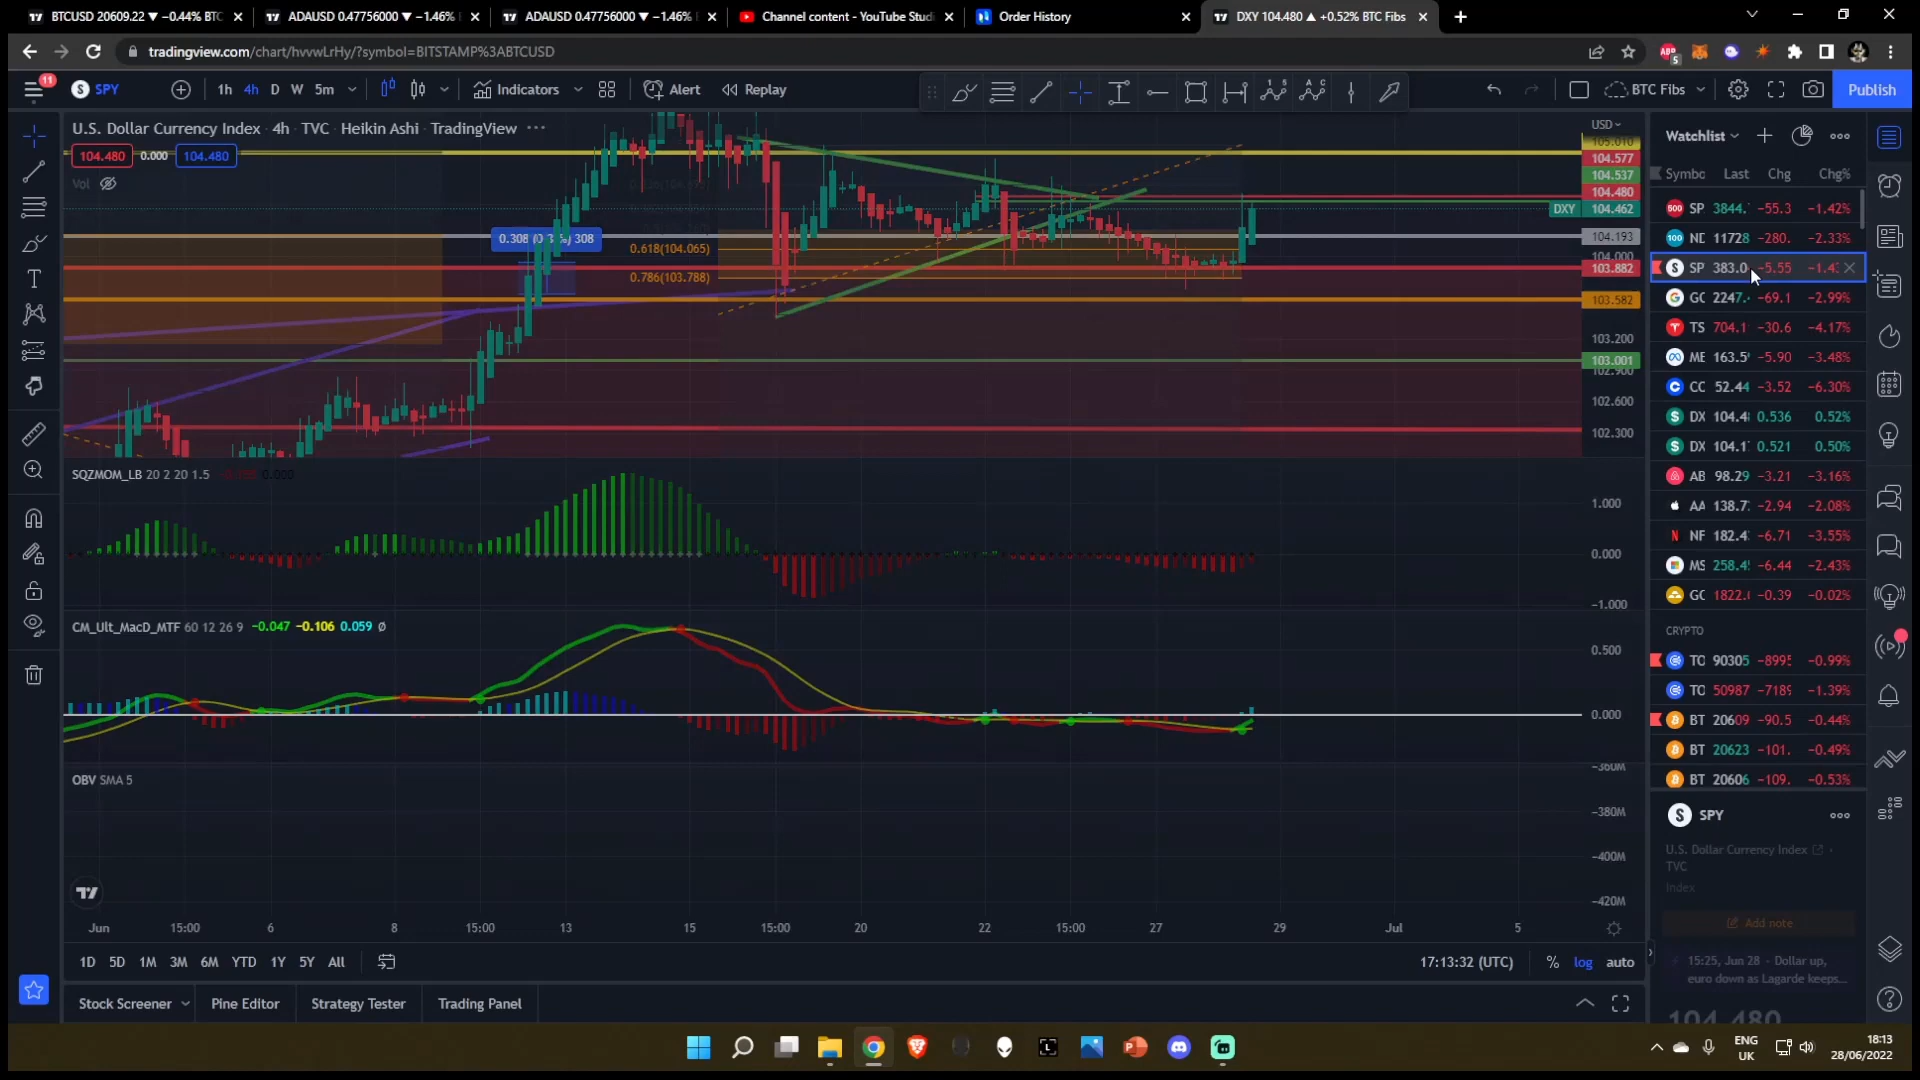 BTCUSD 20609.22 ▼ −0.44% BTC
ADAUSD 0.47756000 ▼ −1.46%
ADAUSD 0.47756000 ▼ −1.46%
Channel content - YouTube Studi
Order History
DXY 104.480 ▲ +0.52% BTC Fibs
tradingview.com/chart/hvvwLrHy/?symbol=BITSTAMP%3ABTCUSD
11
SPY
1h 4h D W 5m
Indicators
Alert
Replay
BTC Fibs
Publish
U.S. Dollar Currency Index · 4h · TVC · Heikin Ashi · TradingView
104.480 0.000 104.480
Vol
0.618(104.065)
0.786(103.788)
USD
105.010
104.577
104.537
104.480
DXY 104.462
104.193
104.000
103.882
103.582
103.200
103.001
102.900
102.600
102.300
SQZMOM_LB 20 2 20 1.5
1.000
0.000
−1.000
CM_Ult_MacD_MTF 60 12 26 9 −0.047 −0.106 0.059 ø
0.500
0.000
OBV SMA 5
−360M
−380M
−400M
−420M
Jun 15:00 6 8 15:00 13 15 15:00 20 22 15:00 27 29 Jul 5
1D 5D 1M 3M 6M YTD 1Y 5Y All
17:13:32 (UTC) % log auto
Stock Screener Pine Editor Strategy Tester Trading Panel
Watchlist
Symbo Last Chg Chg%
SP 3844. −55.3 −1.42%
ND 11728 −280. −2.33%
SP 383.0 −5.55 −1.4
GO 2247. −69.1 −2.99%
TS 704.1 −30.6 −4.17%
ME 163.5 −5.90 −3.48%
CO 52.44 −3.52 −6.30%
DX 104.4 0.536 0.52%
DX 104.1 0.521 0.50%
AB 98.29 −3.21 −3.16%
AA 138.7 −2.94 −2.08%
NF 182.4 −6.71 −3.55%
MS 258.4 −6.44 −2.43%
GO 1822. −0.39 −0.02%
CRYPTO
TO 90305 −899 −0.99%
TO 50987 −718 −1.39%
BT 20609 −90.5 −0.44%
BT 20623 −101. −0.49%
BT 20606 −109. −0.53%
SPY
U.S. Dollar Currency Index
TVC
Index
Add note
15:25, Jun 28 · Dollar up,
euro down as Lagarde keeps...
104.480
ENG
UK
18:13
28/06/2022